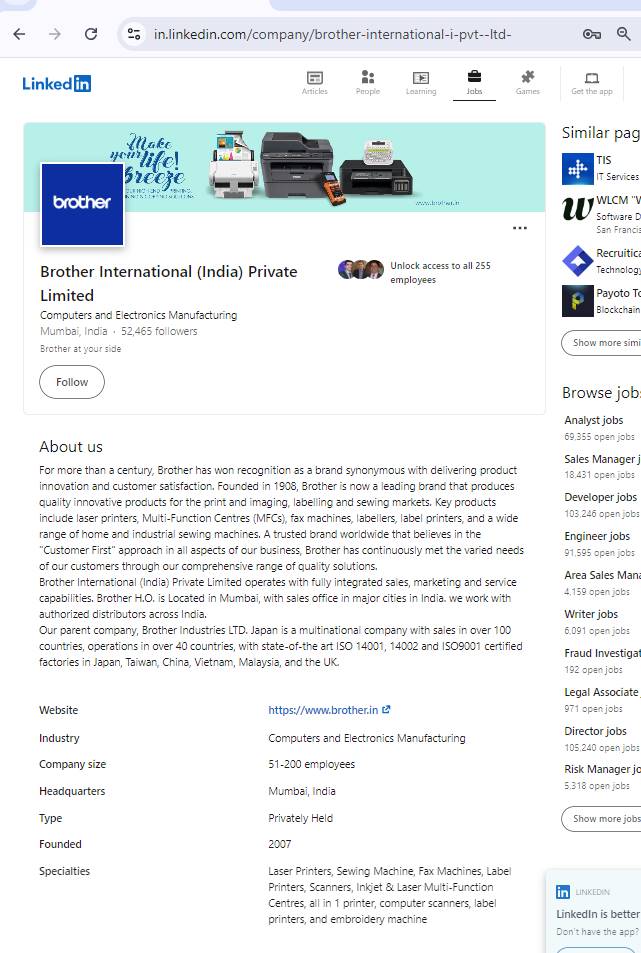 in.linkedin.com/company/brother-international-i-pvt--ltd-
Linkedin
Articles
People
Learning
Jobs
Games
Get the app
Make
your life!
Breeze
www.brother.in
brother
Brother International (India) Private
Limited
Computers and Electronics Manufacturing
Mumbai, India · 52,465 followers
Brother at your side
Follow
Unlock access to all 255
employees
About us
For more than a century, Brother has won recognition as a brand synonymous with delivering product
innovation and customer satisfaction. Founded in 1908, Brother is now a leading brand that produces
quality innovative products for the print and imaging, labelling and sewing markets. Key products
include laser printers, Multi-Function Centres (MFCs), fax machines, labellers, label printers, and a wide
range of home and industrial sewing machines. A trusted brand worldwide that believes in the
"Customer First" approach in all aspects of our business, Brother has continuously met the varied needs
of our customers through our comprehensive range of quality solutions.
Brother International (India) Private Limited operates with fully integrated sales, marketing and service
capabilities. Brother H.O. is Located in Mumbai, with sales office in major cities in India. we work with
authorized distributors across India.
Our parent company, Brother Industries LTD. Japan is a multinational company with sales in over 100
countries, operations in over 40 countries, with state-of-the art ISO 14001, 14002 and ISO9001 certified
factories in Japan, Taiwan, China, Vietnam, Malaysia, and the UK.
Website
https://www.brother.in
Industry
Computers and Electronics Manufacturing
Company size
51-200 employees
Headquarters
Mumbai, India
Type
Privately Held
Founded
2007
Specialties
Laser Printers, Sewing Machine, Fax Machines, Label
Printers, Scanners, Inkjet & Laser Multi-Function
Centres, all in 1 printer, computer scanners, label
printers, and embroidery machine
Similar pag
TIS
IT Services
WLCM "W
Software D
San Francis
Recruitica
Technology
Payoto To
Blockchain
Show more simi
Browse job
Analyst jobs
69,355 open jobs
Sales Manager j
18,431 open jobs
Developer jobs
103,246 open jobs
Engineer jobs
91,595 open jobs
Area Sales Mana
4,159 open jobs
Writer jobs
6,091 open jobs
Fraud Investigat
192 open jobs
Legal Associate
971 open jobs
Director jobs
105,240 open jobs
Risk Manager jo
5,318 open jobs
Show more jobs
LINKEDIN
LinkedIn is better
Don't have the app?